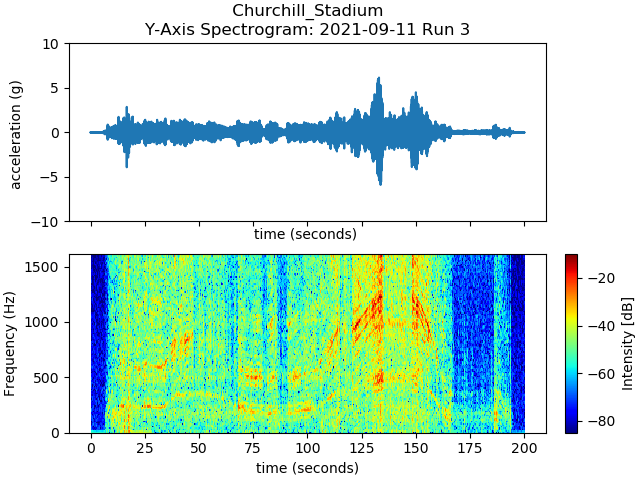 Churchill_Stadium
Y-Axis Spectrogram: 2021-09-11 Run 3
10
5
0
−5
−10
acceleration (g)
time (seconds)
1500
1000
500
0
Frequency (Hz)
0 25 50 75 100 125 150 175 200
time (seconds)
−20
−40
−60
−80
Intensity [dB]